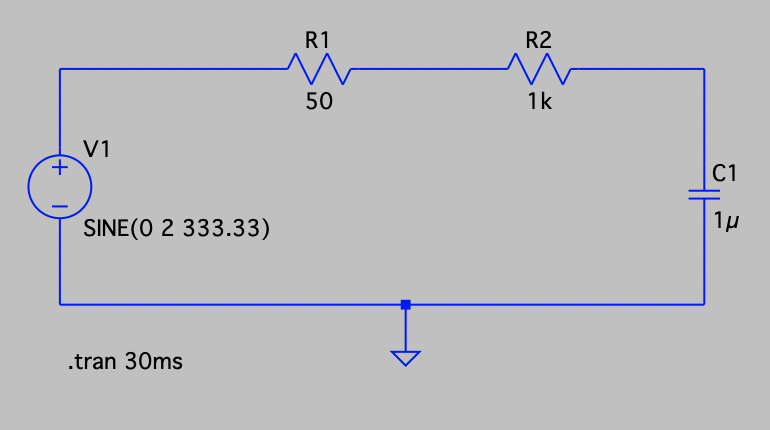 R1
R2
50
1k
V1
+
−
SINE(0 2 333.33)
C1
1µ
.tran 30ms